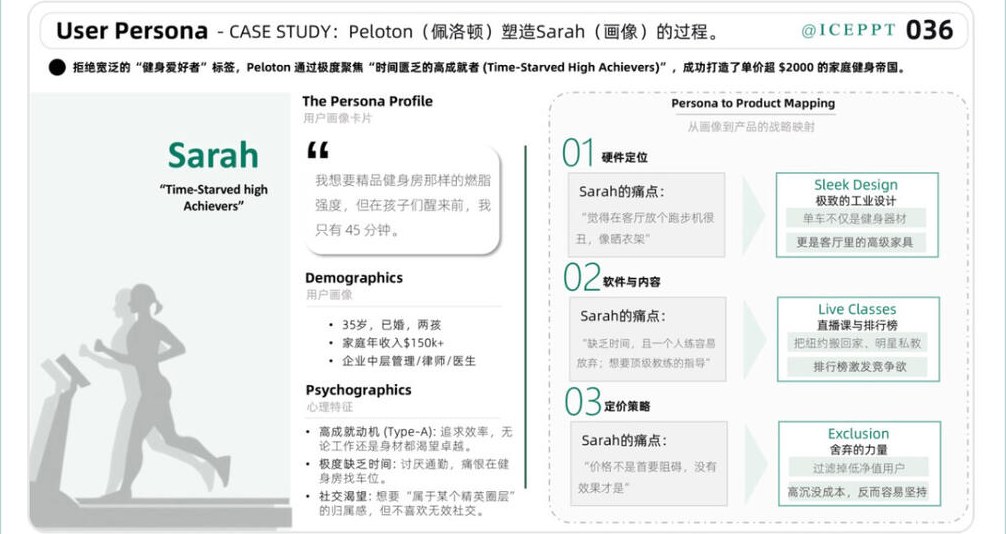 User Persona - CASE STUDY：Peloton（佩洛顿）塑造Sarah（画像）的过程。
@ICEPPT 036
拒绝宽泛的“健身爱好者”标签，Peloton 通过极度聚焦“时间匮乏的高成就者 (Time-Starved High Achievers)”，成功打造了单价超 $2000 的家庭健身帝国。
Sarah
“Time-Starved high
Achievers”
The Persona Profile
用户画像卡片
“
我想要精品健身房那样的燃脂
强度，但在孩子们醒来前，我
只有 45 分钟。
Demographics
用户画像
• 35岁，已婚，两孩
• 家庭年收入$150k+
• 企业中层管理/律师/医生
Psychographics
心理特征
• 高成就动机 (Type-A): 追求效率，无
论工作还是身材都渴望卓越。
• 极度缺乏时间: 讨厌通勤，痛恨在健
身房找车位。
• 社交渴望: 想要“属于某个精英圈层”
的归属感，但不喜欢无效社交。
Persona to Product Mapping
从画像到产品的战略映射
01 硬件定位
Sarah的痛点：
“觉得在客厅放个跑步机很
丑，像晒衣架”
Sleek Design
极致的工业设计
单车不仅是健身器材
更是客厅里的高级家具
02 软件与内容
Sarah的痛点：
“缺乏时间，且一个人练容易
放弃；想要顶级教练的指导”
Live Classes
直播课与排行榜
把纽约搬回家，明星私教
排行榜激发竞争欲
03 定价策略
Sarah的痛点：
“价格不是首要阻碍，没有
效果才是”
Exclusion
舍弃的力量
过滤掉低净值用户
高沉没成本，反而容易坚持